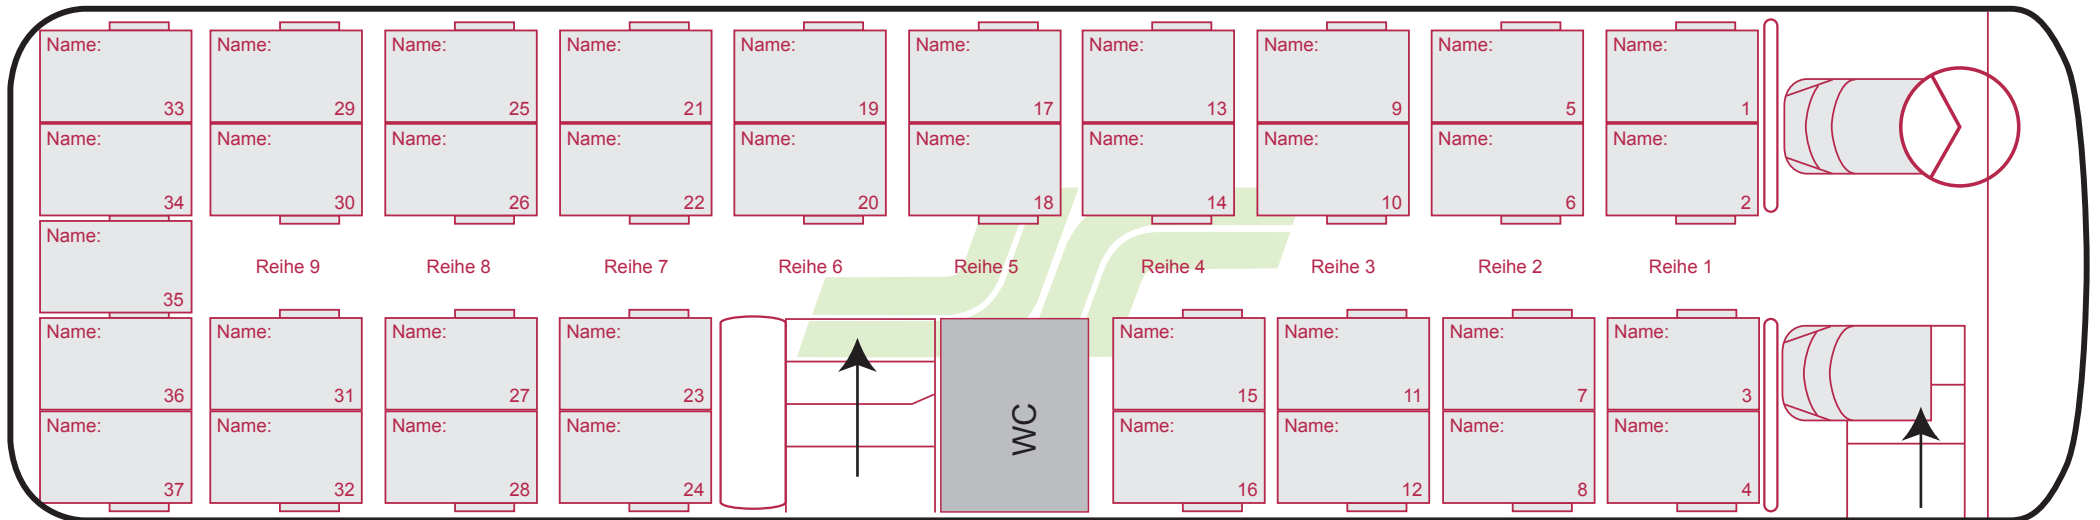 Name: Name: Name: Name: Name: Name: Name: Name: Name: Name:
33 29 25 21 19 17 13 9 5 1
Name: Name: Name: Name: Name: Name: Name: Name: Name: Name:
34 30 26 22 20 18 14 10 6 2
Name:
Reihe 9 Reihe 8 Reihe 7 Reihe 6 Reihe 5 Reihe 4 Reihe 3 Reihe 2 Reihe 1
35
Name: Name: Name: Name: Name: Name: Name: Name:
36 31 27 23 15 11 7 3
WC
Name: Name: Name: Name: Name: Name: Name: Name:
37 32 28 24 16 12 8 4